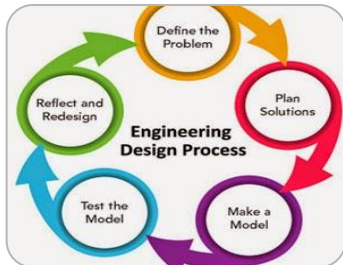 Define the
Problem
Plan
Solutions
Make a
Model
Test the
Model
Reflect and
Redesign
Engineering
Design Process